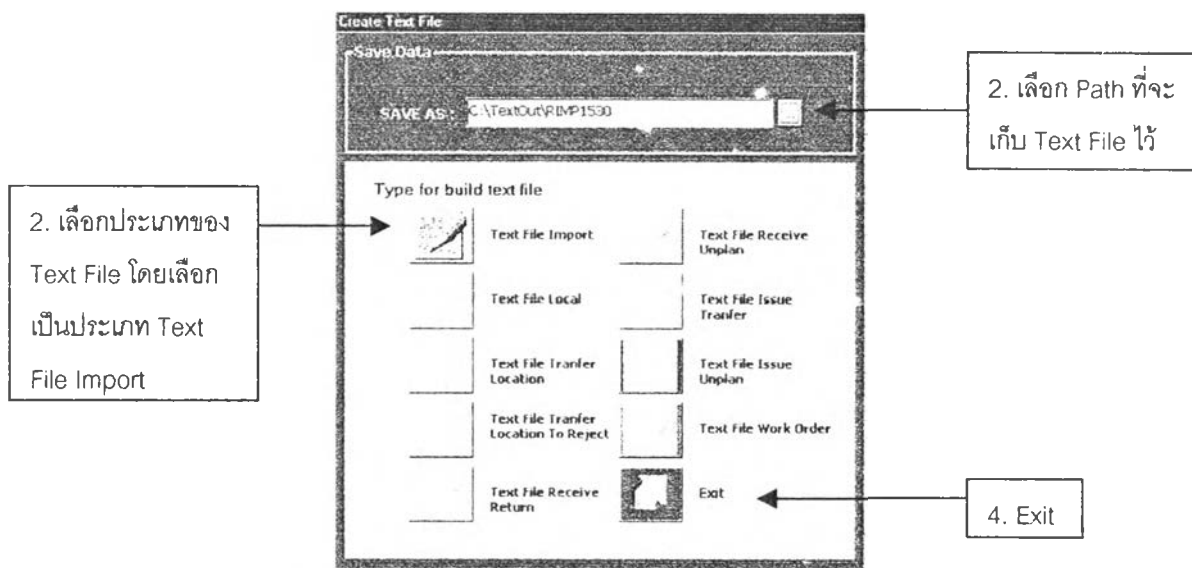 Create Text File
Save Data
SAVE AS : C:\TextOut\RIMP1530
...
2. เลือก Path ที่จะ
เก็บ Text File ไว้
Type for build text file
2. เลือกประเภทของ
Text File โดยเลือก
เป็นประเภท Text
File Import
Text File Import
Text File Receive
Unplan
Text File Local
Text File Issue
Tranfer
Text File Tranfer
Location
Text File Issue
Unplan
Text File Tranfer
Location To Reject
Text File Work Order
Text File Receive
Return
Exit
4. Exit